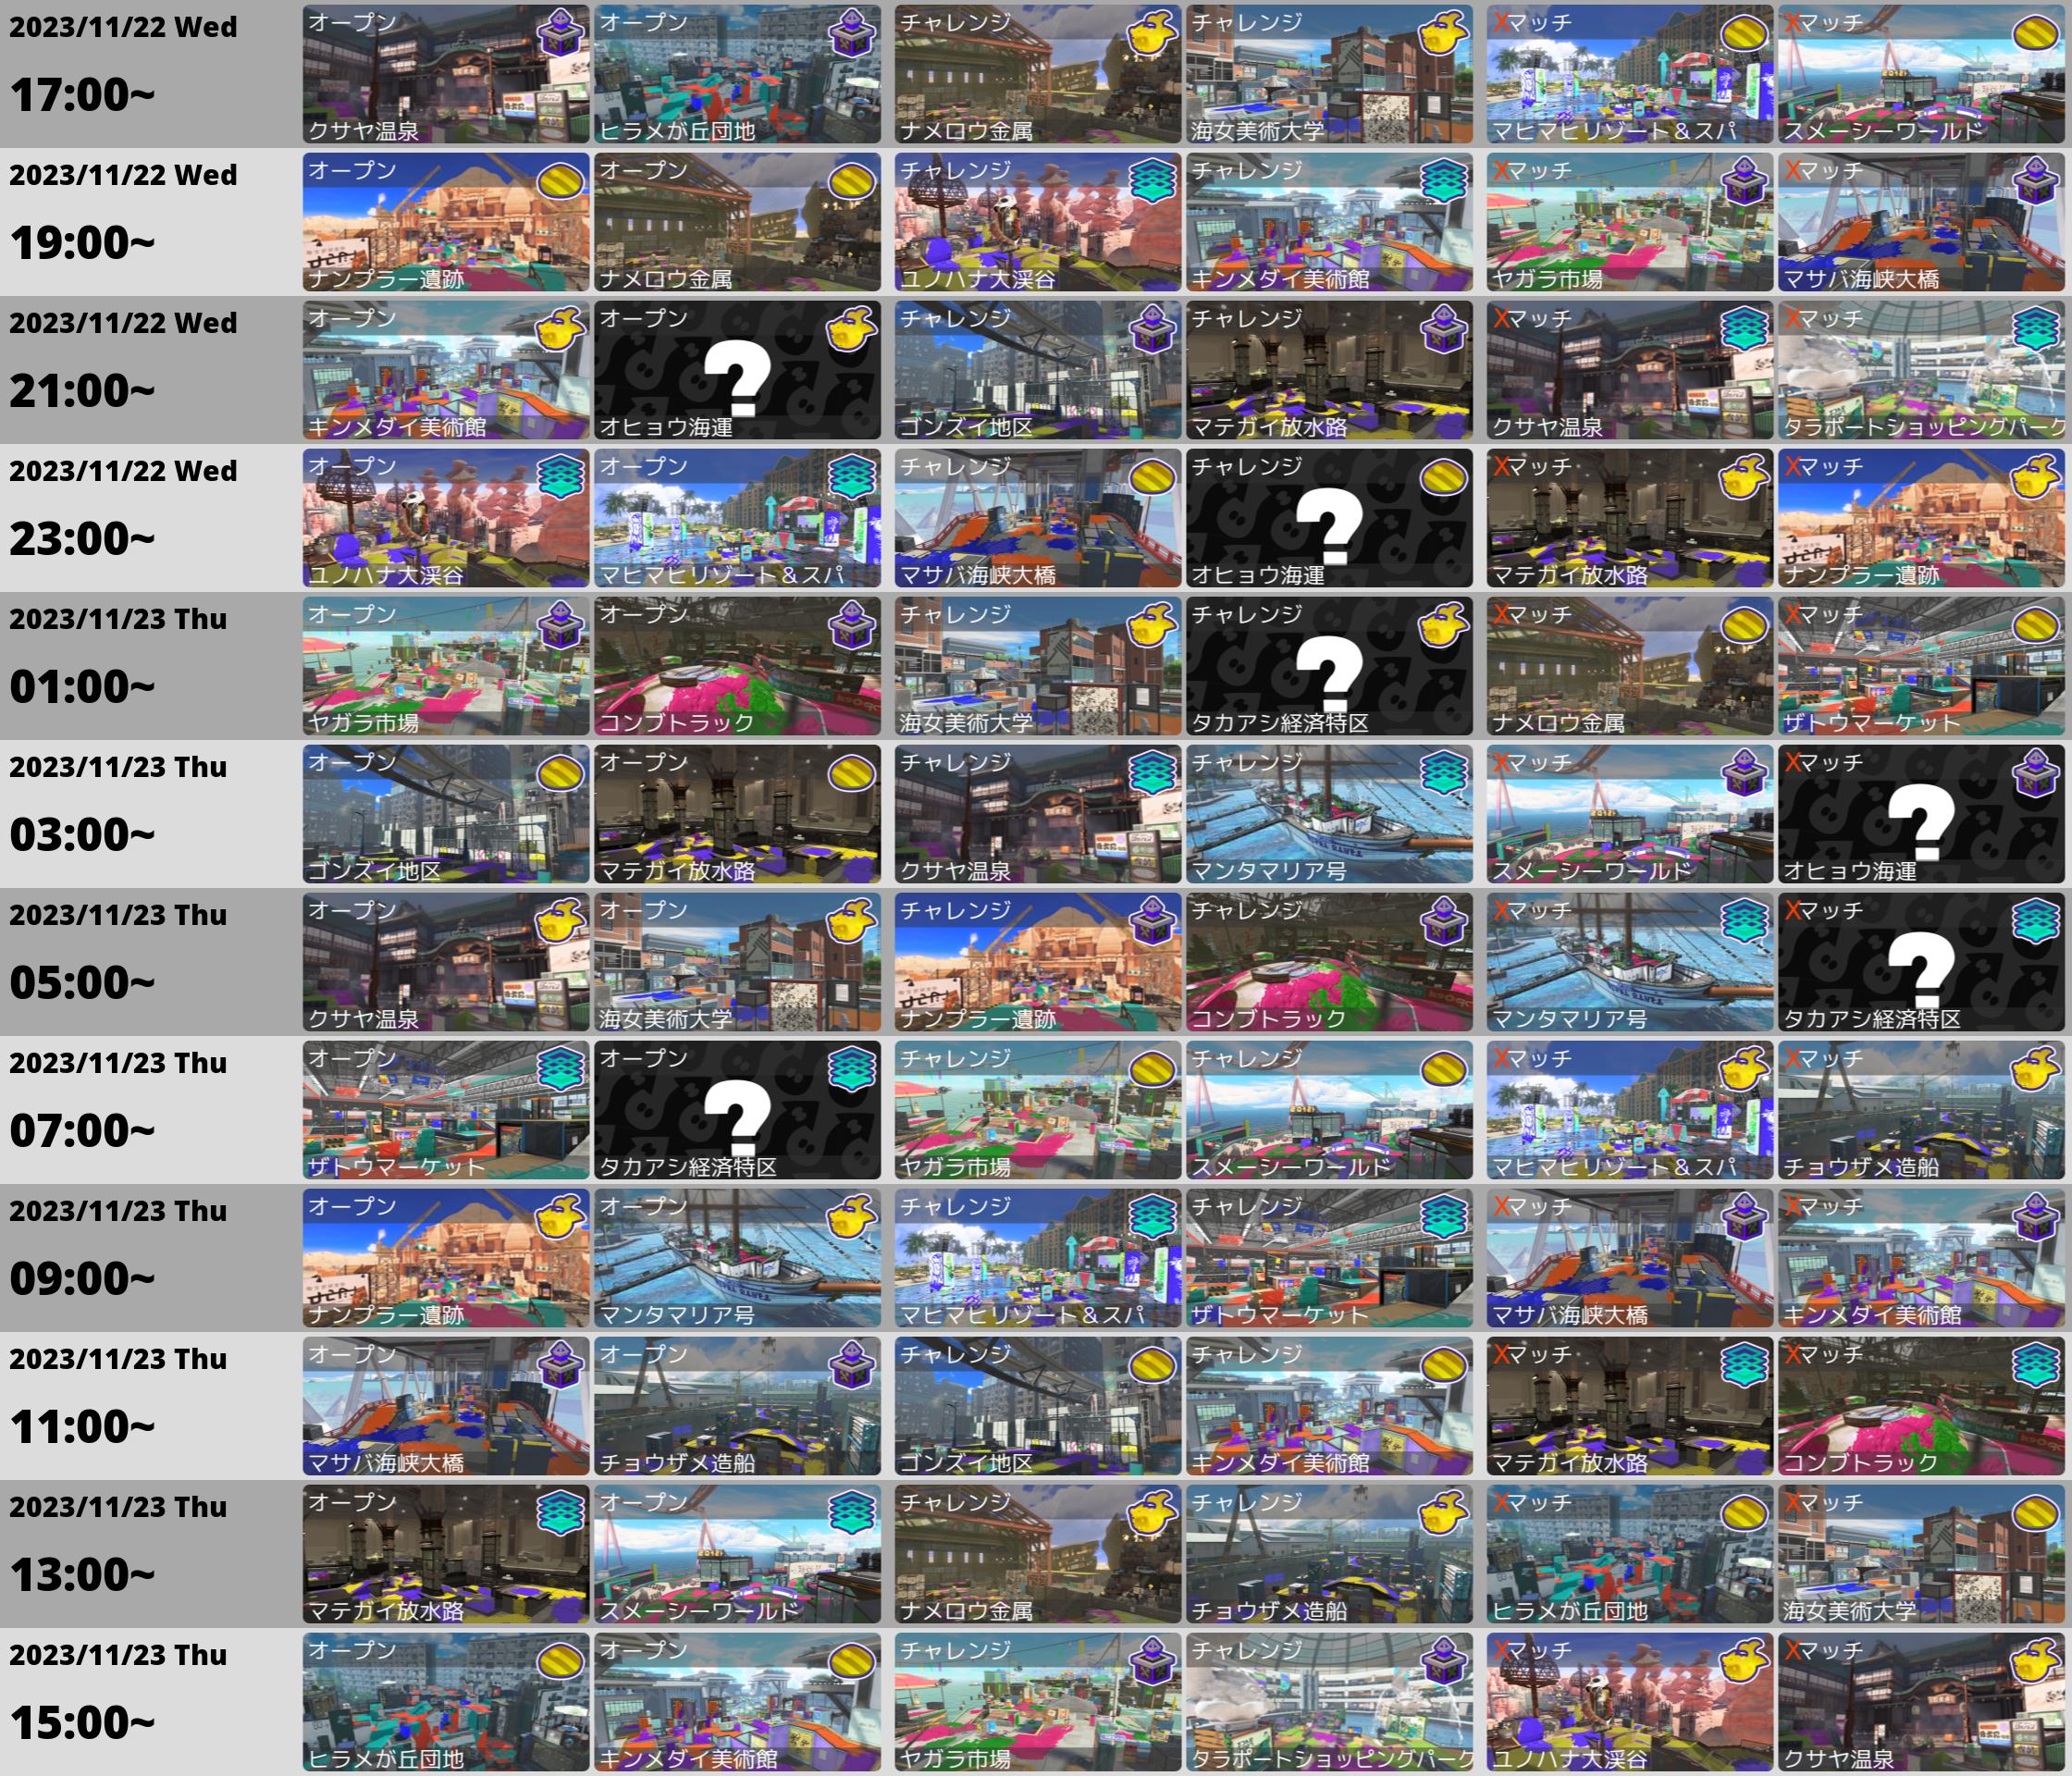 2023/11/22 Wed
17:00~
オープン オープン チャレンジ チャレンジ Xマッチ Xマッチ
クサヤ温泉 ヒラメが丘団地 ナメロウ金属 海女美術大学 マヒマヒリゾート＆スパ スメーシーワールド
2023/11/22 Wed
19:00~
オープン オープン チャレンジ チャレンジ Xマッチ Xマッチ
ナンプラー遺跡 ナメロウ金属 ユノハナ大渓谷 キンメダイ美術館 ヤガラ市場 マサバ海峡大橋
2023/11/22 Wed
21:00~
オープン オープン チャレンジ チャレンジ Xマッチ Xマッチ
?
キンメダイ美術館 オヒョウ海運 ゴンズイ地区 マテガイ放水路 クサヤ温泉 タラポートショッピングパーク
2023/11/22 Wed
23:00~
オープン オープン チャレンジ チャレンジ Xマッチ Xマッチ
?
ユノハナ大渓谷 マヒマヒリゾート＆スパ マサバ海峡大橋 オヒョウ海運 マテガイ放水路 ナンプラー遺跡
2023/11/23 Thu
01:00~
オープン オープン チャレンジ チャレンジ Xマッチ Xマッチ
?
ヤガラ市場 コンブトラック 海女美術大学 タカアシ経済特区 ナメロウ金属 ザトウマーケット
2023/11/23 Thu
03:00~
オープン オープン チャレンジ チャレンジ Xマッチ Xマッチ
?
ゴンズイ地区 マテガイ放水路 クサヤ温泉 マンタマリア号 スメーシーワールド オヒョウ海運
2023/11/23 Thu
05:00~
オープン オープン チャレンジ チャレンジ Xマッチ Xマッチ
?
クサヤ温泉 海女美術大学 ナンプラー遺跡 コンブトラック マンタマリア号 タカアシ経済特区
2023/11/23 Thu
07:00~
オープン オープン チャレンジ チャレンジ Xマッチ Xマッチ
?
ザトウマーケット タカアシ経済特区 ヤガラ市場 スメーシーワールド マヒマヒリゾート＆スパ チョウザメ造船
2023/11/23 Thu
09:00~
オープン オープン チャレンジ チャレンジ Xマッチ Xマッチ
ナンプラー遺跡 マンタマリア号 マヒマヒリゾート＆スパ ザトウマーケット マサバ海峡大橋 キンメダイ美術館
2023/11/23 Thu
11:00~
オープン オープン チャレンジ チャレンジ Xマッチ Xマッチ
マサバ海峡大橋 チョウザメ造船 ゴンズイ地区 キンメダイ美術館 マテガイ放水路 コンブトラック
2023/11/23 Thu
13:00~
オープン オープン チャレンジ チャレンジ Xマッチ Xマッチ
マテガイ放水路 スメーシーワールド ナメロウ金属 チョウザメ造船 ヒラメが丘団地 海女美術大学
2023/11/23 Thu
15:00~
オープン オープン チャレンジ チャレンジ Xマッチ Xマッチ
ヒラメが丘団地 キンメダイ美術館 ヤガラ市場 タラポートショッピングパーク ユノハナ大渓谷 クサヤ温泉